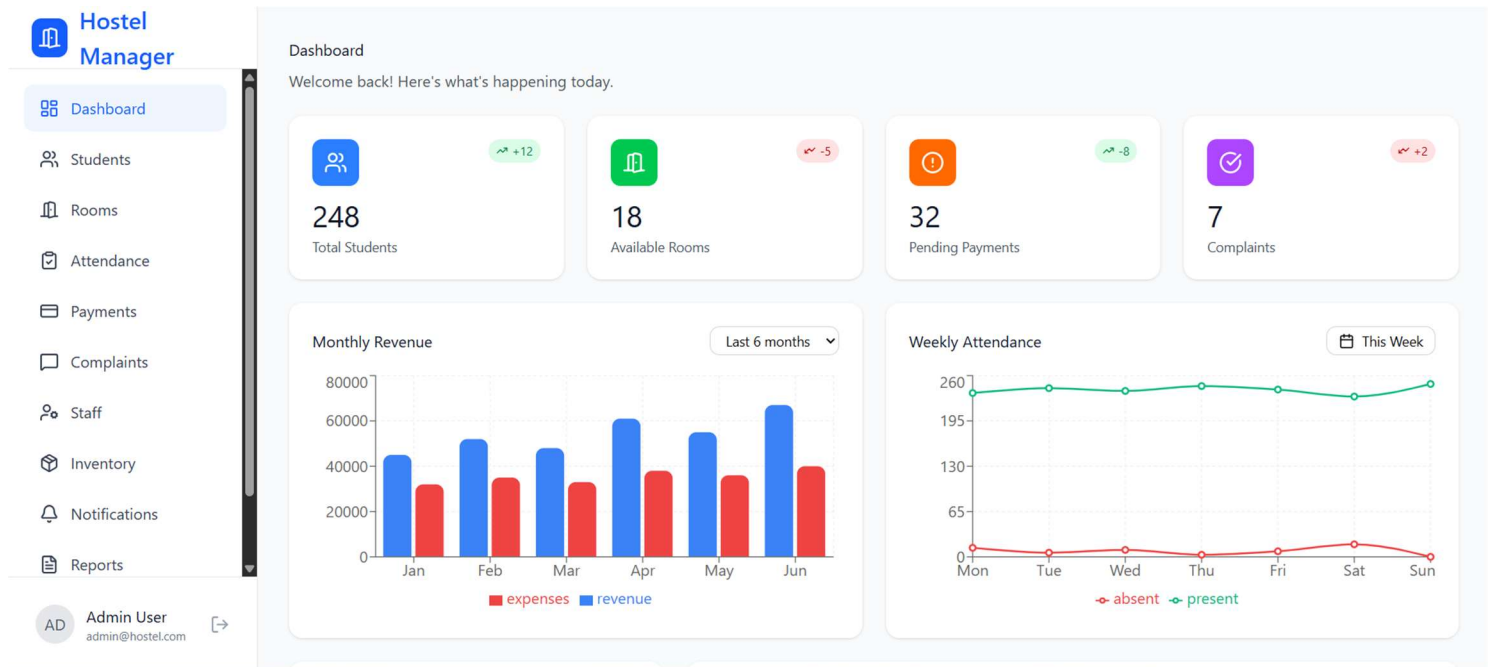 Hostel
Manager
Dashboard
Students
Rooms
Attendance
Payments
Complaints
Staff
Inventory
Notifications
Reports
AD
Admin User
admin@hostel.com
Dashboard
Welcome back! Here's what's happening today.
+12
248
Total Students
-5
18
Available Rooms
-8
32
Pending Payments
+2
7
Complaints
Monthly Revenue
Last 6 months
80000
60000
40000
20000
0
Jan Feb Mar Apr May Jun
expenses revenue
Weekly Attendance
This Week
260
195
130
65
0
Mon Tue Wed Thu Fri Sat Sun
absent present